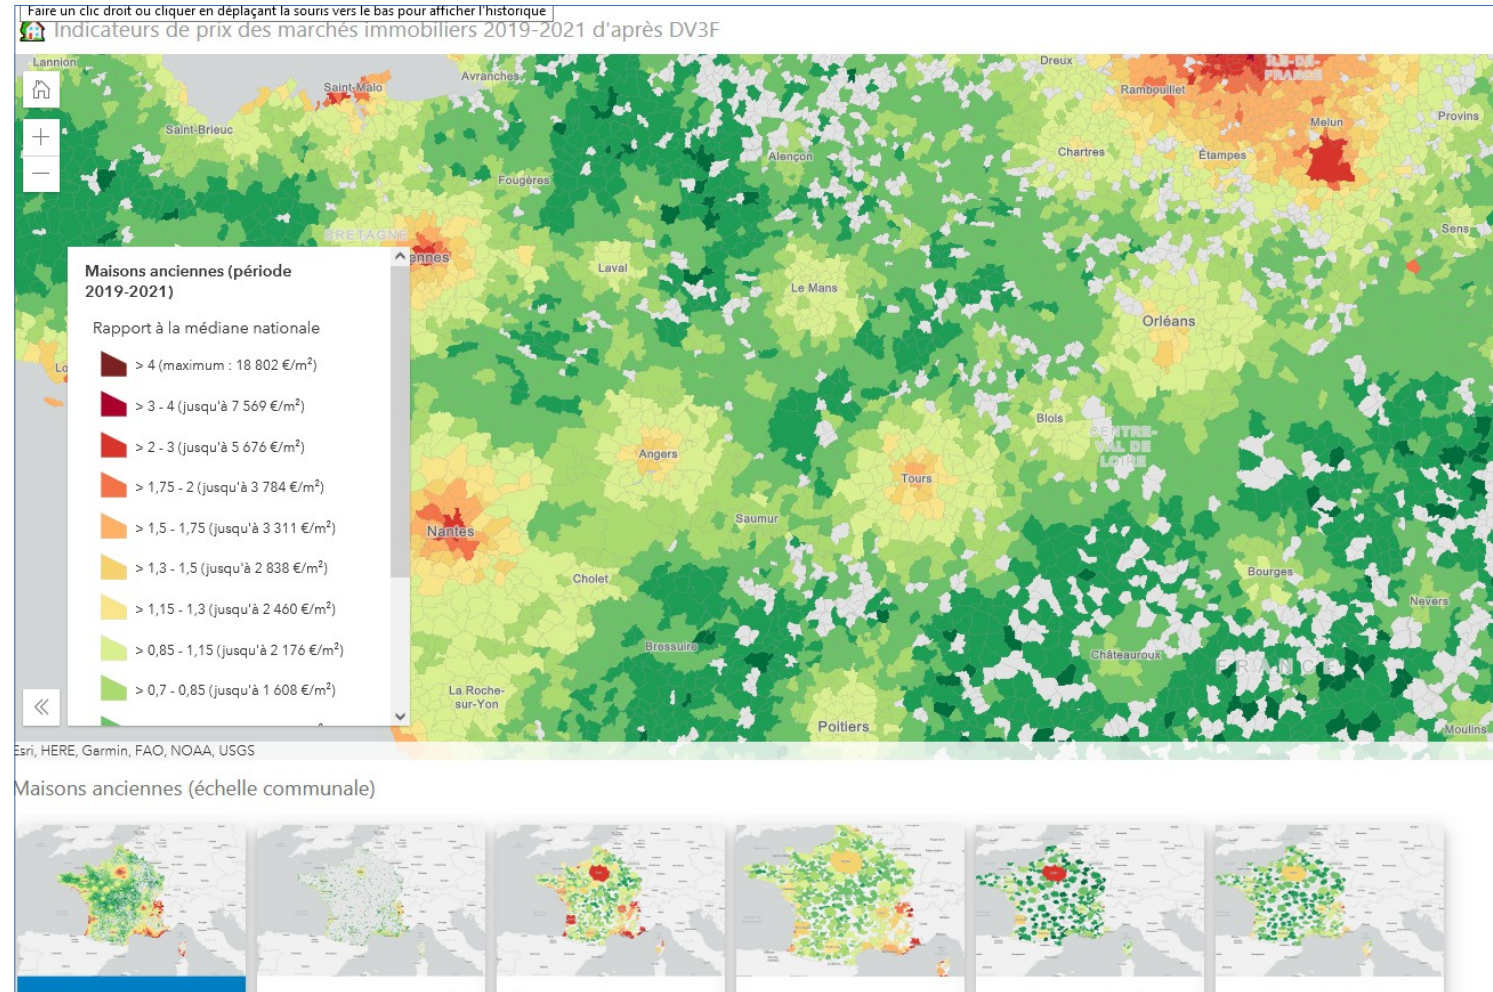 Faire un clic droit ou cliquer en déplaçant la souris vers le bas pour afficher l'historique
Indicateurs de prix des marchés immobiliers 2019-2021 d'après DV3F
Lannion
Saint-Malo
Avranches
Dreux
ÎLE-DE-
FRANCE
Rambouillet
Saint-Brieuc
Melun
Provins
Alençon
Chartres
Étampes
Fougères
BRETAGNE
Sens
ennes
Laval
Le Mans
Orléans
Lo
Blois
CENTRE-
VAL DE
LOIRE
Angers
Tours
Saumur
Nantes
Cholet
Bourges
Nevers
Bressuire
Châteauroux
FRANCE
La Roche-
sur-Yon
Poitiers
Moulins
Maisons anciennes (période
2019-2021)
Rapport à la médiane nationale
> 4 (maximum : 18 802 €/m²)
> 3 - 4 (jusqu'à 7 569 €/m²)
> 2 - 3 (jusqu'à 5 676 €/m²)
> 1,75 - 2 (jusqu'à 3 784 €/m²)
> 1,5 - 1,75 (jusqu'à 3 311 €/m²)
> 1,3 - 1,5 (jusqu'à 2 838 €/m²)
> 1,15 - 1,3 (jusqu'à 2 460 €/m²)
> 0,85 - 1,15 (jusqu'à 2 176 €/m²)
> 0,7 - 0,85 (jusqu'à 1 608 €/m²)
Esri, HERE, Garmin, FAO, NOAA, USGS
Maisons anciennes (échelle communale)